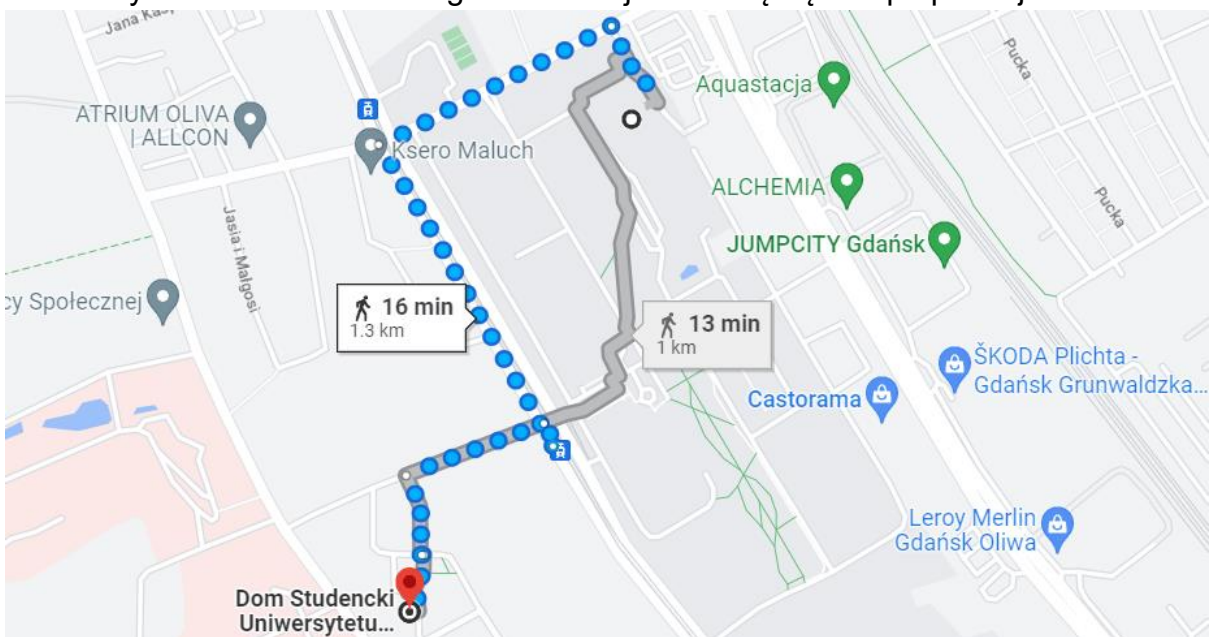 Jana Kasp
Pucka
Aquastacja
ATRIUM OLIVA
| ALLCON
Ksero Maluch
ALCHEMIA
Pucka
Jasia i Małgosi
JUMPCITY Gdańsk
cy Społecznej
16 min
1.3 km
13 min
1 km
ŠKODA Plichta -
Gdańsk Grunwaldzka...
Castorama
Leroy Merlin
Gdańsk Oliwa
Dom Studencki
Uniwersytetu...